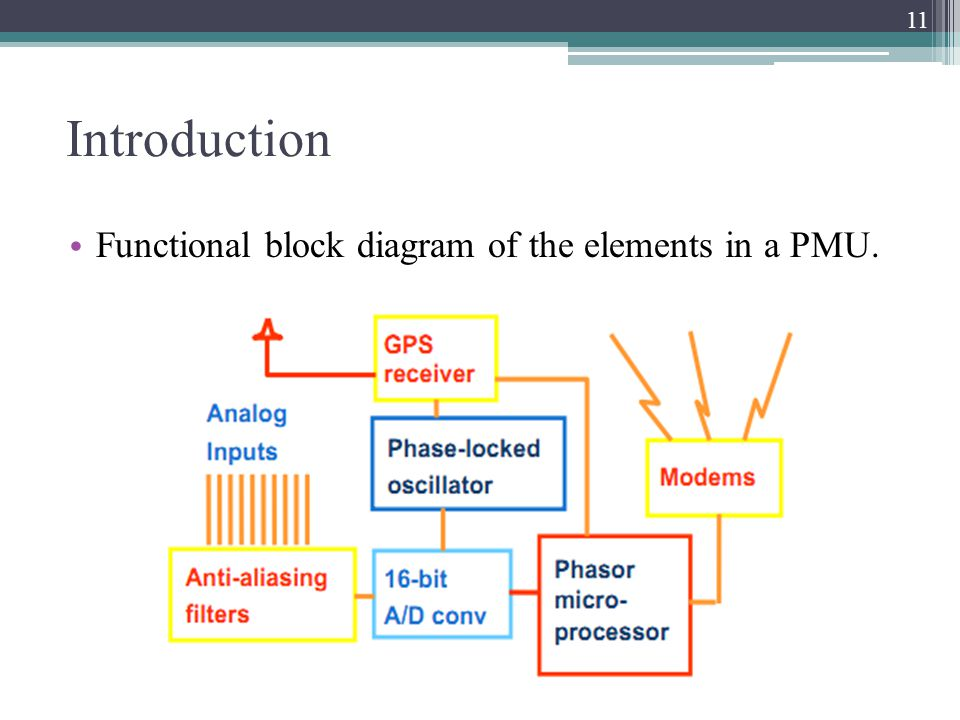 11
Introduction
• Functional block diagram of the elements in a PMU.
GPS
receiver
Analog
Inputs
Phase-locked
oscillator
Modems
Anti-aliasing
filters
16-bit
A/D conv
Phasor
micro-
processor